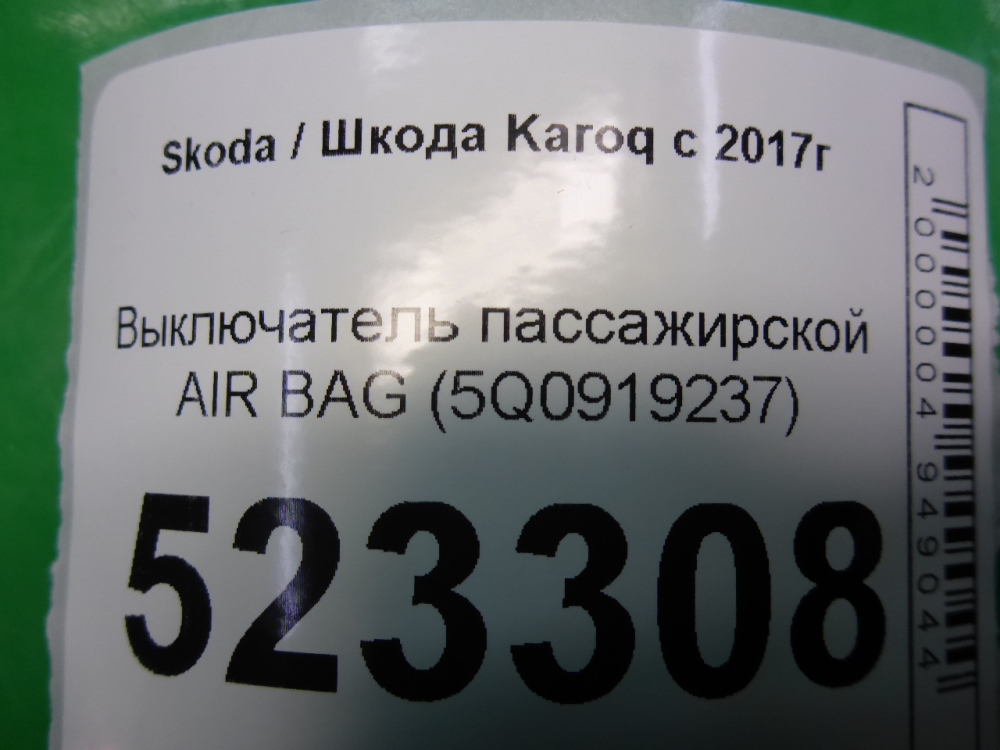 Skoda / Шкода Karoq с 2017г
Выключатель пассажирской
AIR BAG (5Q0919237)
523308
2000004949044